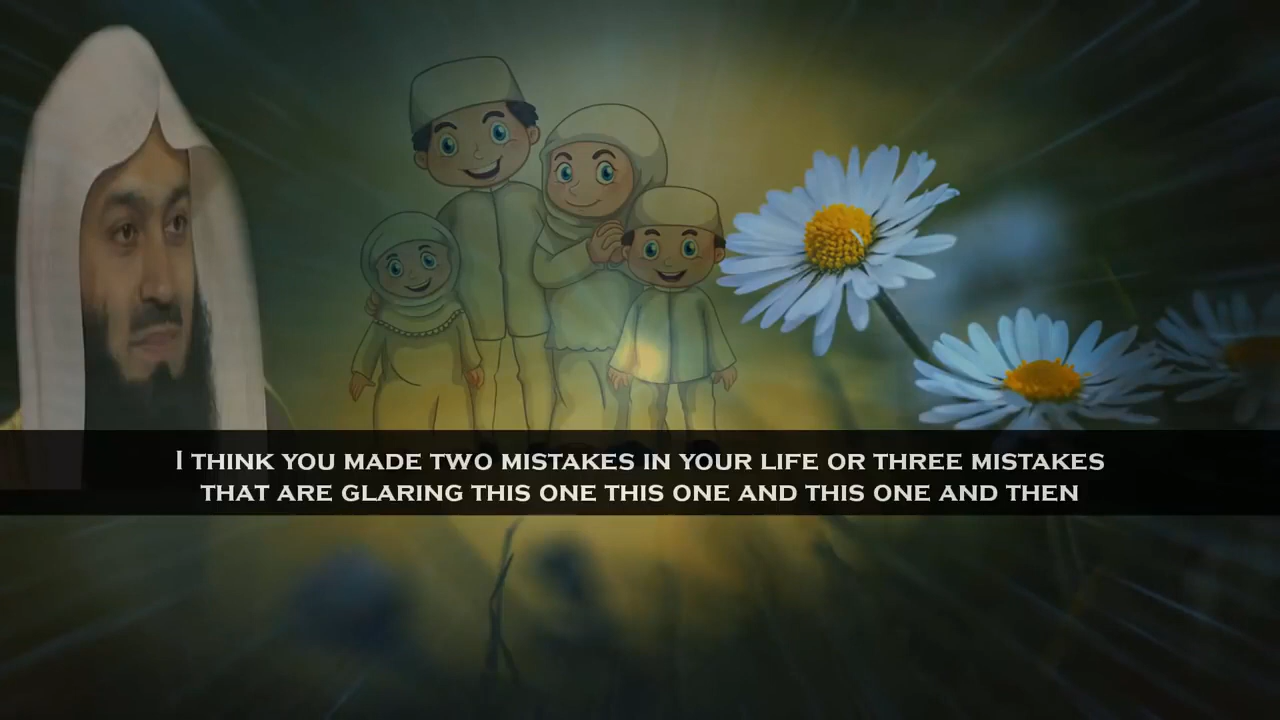 I THINK YOU MADE TWO MISTAKES IN YOUR LIFE OR THREE MISTAKES
THAT ARE GLARING THIS ONE THIS ONE AND THIS ONE AND THEN